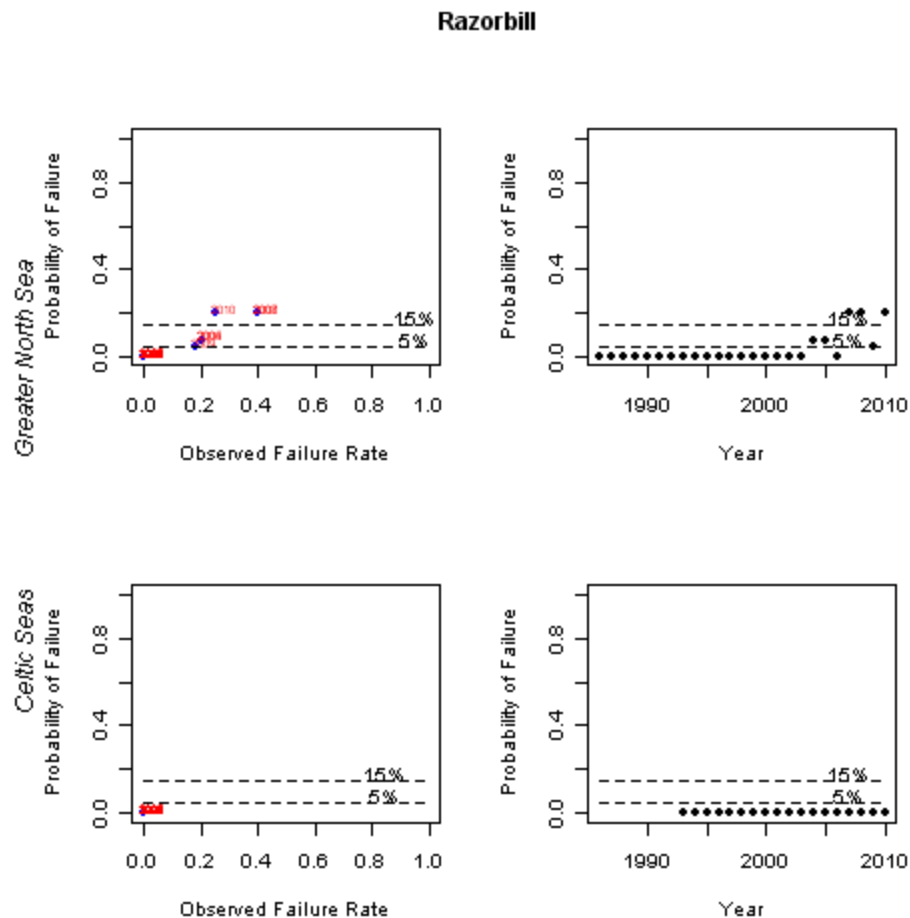 Razorbill
Greater North Sea
Probability of Failure
0.0 0.4 0.8
2010
15%
5%
0.0 0.2 0.4 0.6 0.8 1.0
Observed Failure Rate
Probability of Failure
0.0 0.4 0.8
15%
5%
1990 2000 2010
Year
Celtic Seas
Probability of Failure
0.0 0.4 0.8
15%
5%
0.0 0.2 0.4 0.6 0.8 1.0
Observed Failure Rate
Probability of Failure
0.0 0.4 0.8
15%
5%
1990 2000 2010
Year